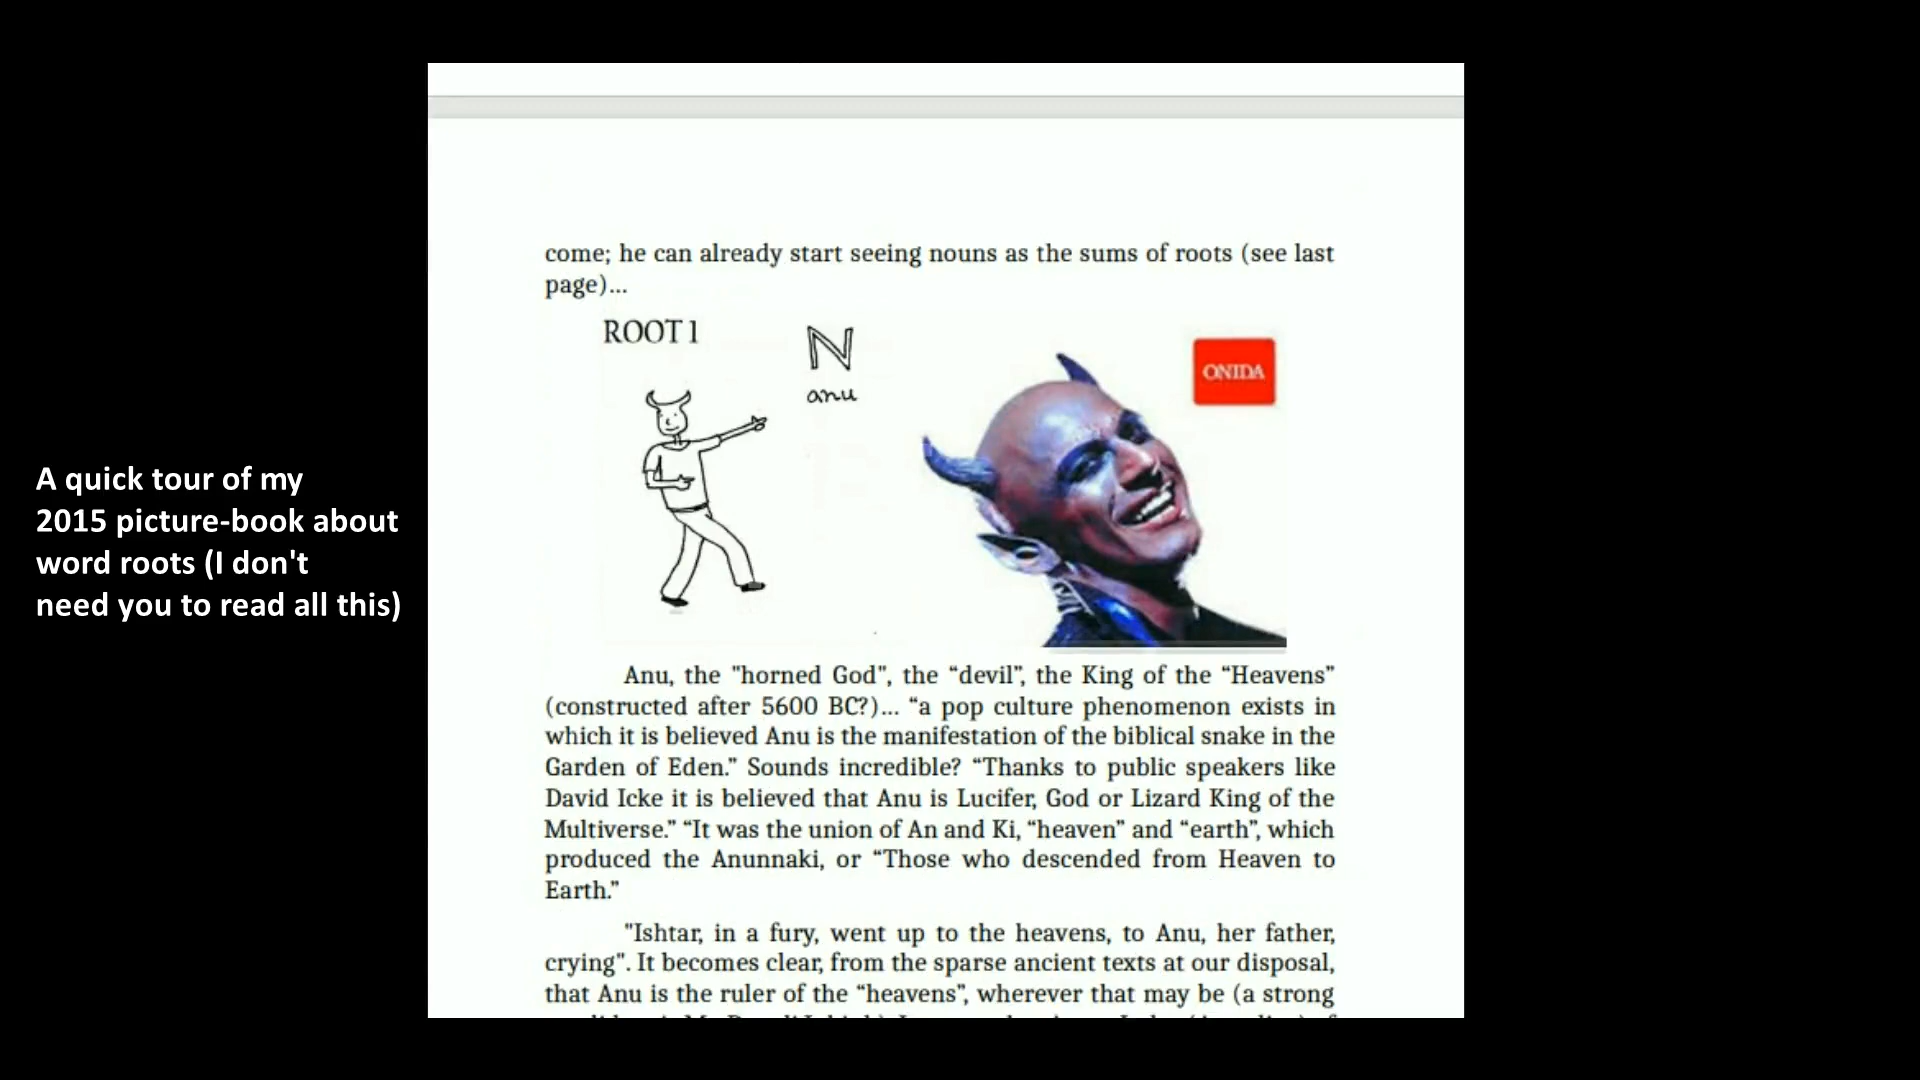 A quick tour of my
2015 picture-book about
word roots (I don't
need you to read all this)
come; he can already start seeing nouns as the sums of roots (see last
page)...
ROOT 1
N
anu
ONIDA
Anu, the "horned God", the “devil”, the King of the “Heavens”
(constructed after 5600 BC?)... “a pop culture phenomenon exists in
which it is believed Anu is the manifestation of the biblical snake in the
Garden of Eden.” Sounds incredible? “Thanks to public speakers like
David Icke it is believed that Anu is Lucifer, God or Lizard King of the
Multiverse.” “It was the union of An and Ki, “heaven” and “earth”, which
produced the Anunnaki, or “Those who descended from Heaven to
Earth.”
"Ishtar, in a fury, went up to the heavens, to Anu, her father,
crying". It becomes clear, from the sparse ancient texts at our disposal,
that Anu is the ruler of the “heavens”, wherever that may be (a strong